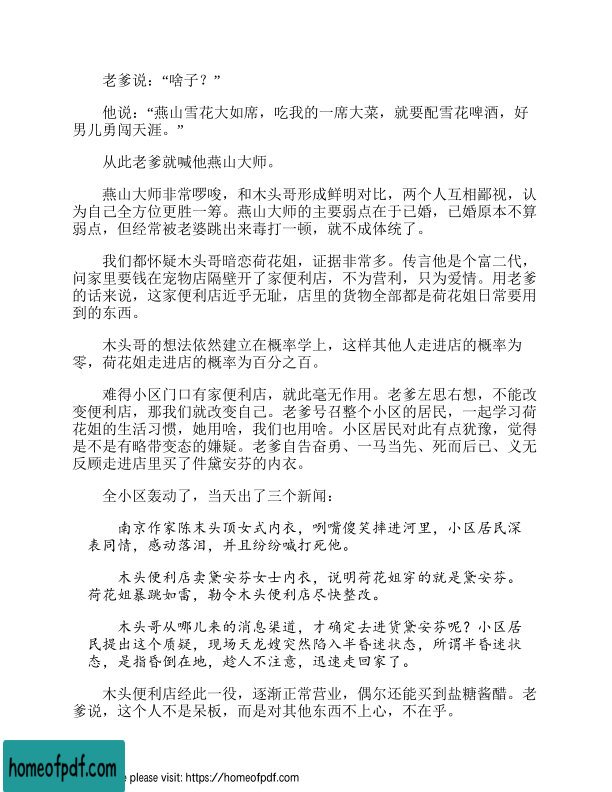 老爹说：“啥子？”
他说：“燕山雪花大如席，吃我的一席大菜，就要配雪花啤酒，好
男儿勇闯天涯。”
从此老爹就喊他燕山大师。
燕山大师非常啰唆，和木头哥形成鲜明对比，两个人互相鄙视，认
为自己全方位更胜一筹。燕山大师的主要弱点在于已婚，已婚原本不算
弱点，但经常被老婆跳出来毒打一顿，就不成体统了。
我们都怀疑木头哥暗恋荷花姐，证据非常多。传言他是个富二代，
问家里要钱在宠物店隔壁开了家便利店，不为营利，只为爱情。用老爹
的话来说，这家便利店近乎无耻，店里的货物全部都是荷花姐日常要用
到的东西。
木头哥的想法依然建立在概率学上，这样其他人走进店的概率为
零，荷花姐走进店的概率为百分之百。
难得小区门口有家便利店，就此毫无作用。老爹左思右想，不能改
变便利店，那我们就改变自己。老爹号召整个小区的居民，一起学习荷
花姐的生活习惯，她用啥，我们也用啥。小区居民对此有点犹豫，觉得
是不是有略带变态的嫌疑。老爹自告奋勇、一马当先、死而后已、义无
反顾走进店里买了件黛安芬的内衣。
全小区轰动了，当天出了三个新闻：
南京作家陈末头顶女式内衣，咧嘴傻笑摔进河里，小区居民深
表同情，感动落泪，并且纷纷喊打死他。
木头便利店卖黛安芬女士内衣，说明荷花姐穿的就是黛安芬。
荷花姐暴跳如雷，勒令木头便利店尽快整改。
木头哥从哪儿来的消息渠道，才确定去进货黛安芬呢？小区居
民提出这个质疑，现场天龙嫂突然陷入半昏迷状态，所谓半昏迷状
态，是指昏倒在地，趁人不注意，迅速走回家了。
木头便利店经此一役，逐渐正常营业，偶尔还能买到盐糖酱醋。老
爹说，这个人不是呆板，而是对其他东西不上心，不在乎。
homeofpdf.com
e please visit: https://homeofpdf.com